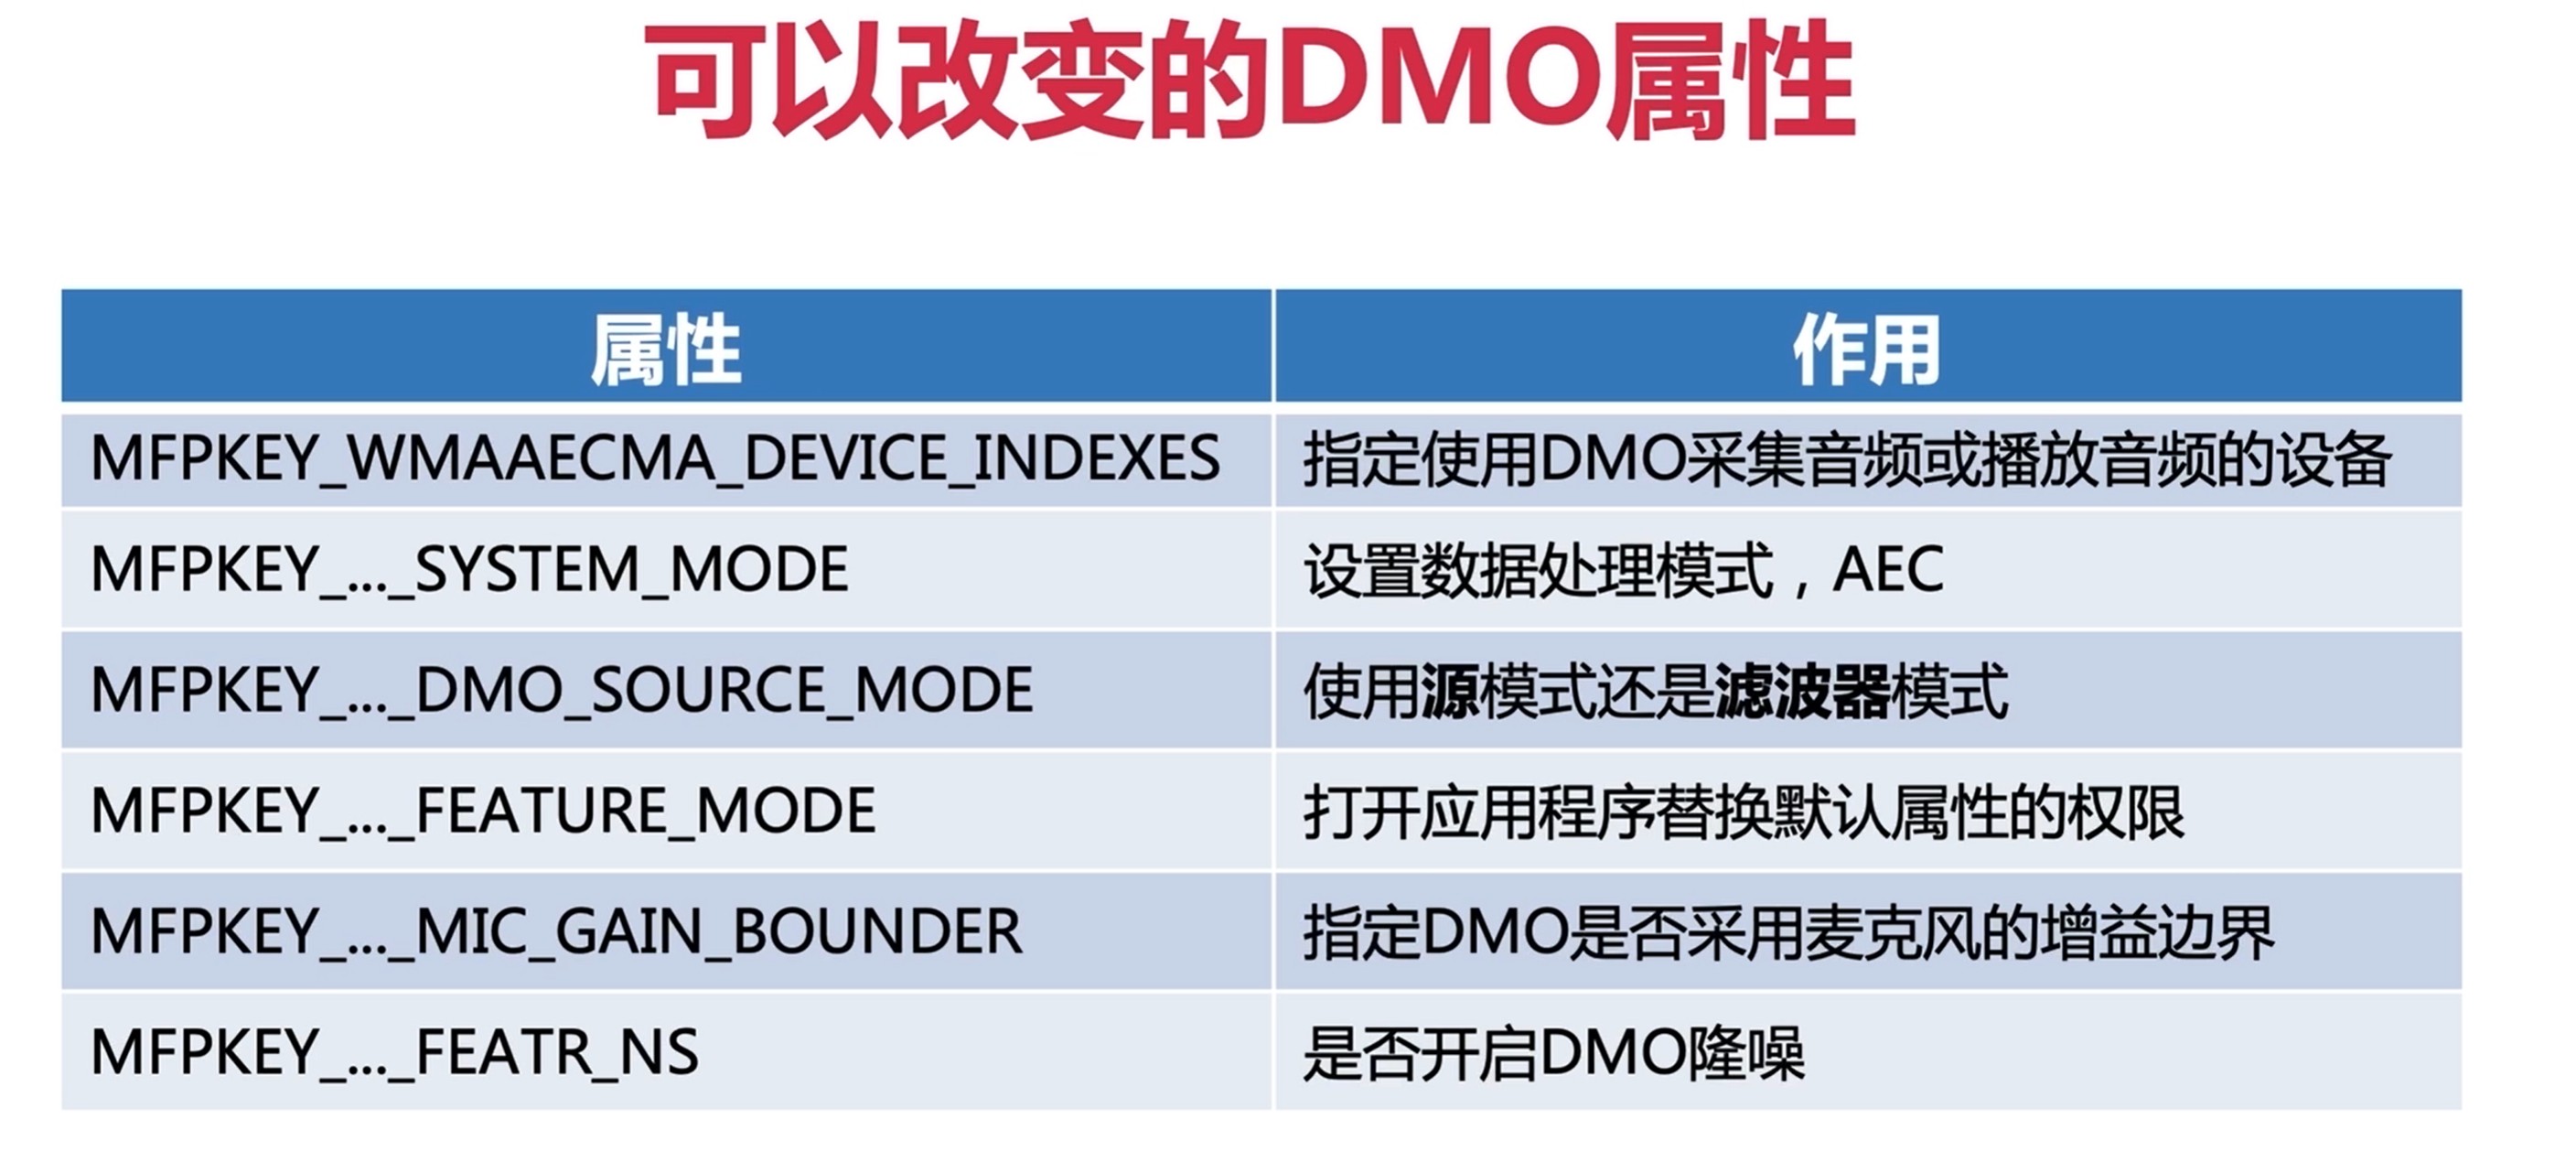 可以改变的DMO属性
属性 作用
MFPKEY_WMAAECMA_DEVICE_INDEXES 指定使用DMO采集音频或播放音频的设备
MFPKEY_..._SYSTEM_MODE 设置数据处理模式，AEC
MFPKEY_..._DMO_SOURCE_MODE 使用源模式还是滤波器模式
MFPKEY_..._FEATURE_MODE 打开应用程序替换默认属性的权限
MFPKEY_..._MIC_GAIN_BOUNDER 指定DMO是否采用麦克风的增益边界
MFPKEY_..._FEATR_NS 是否开启DMO隆噪